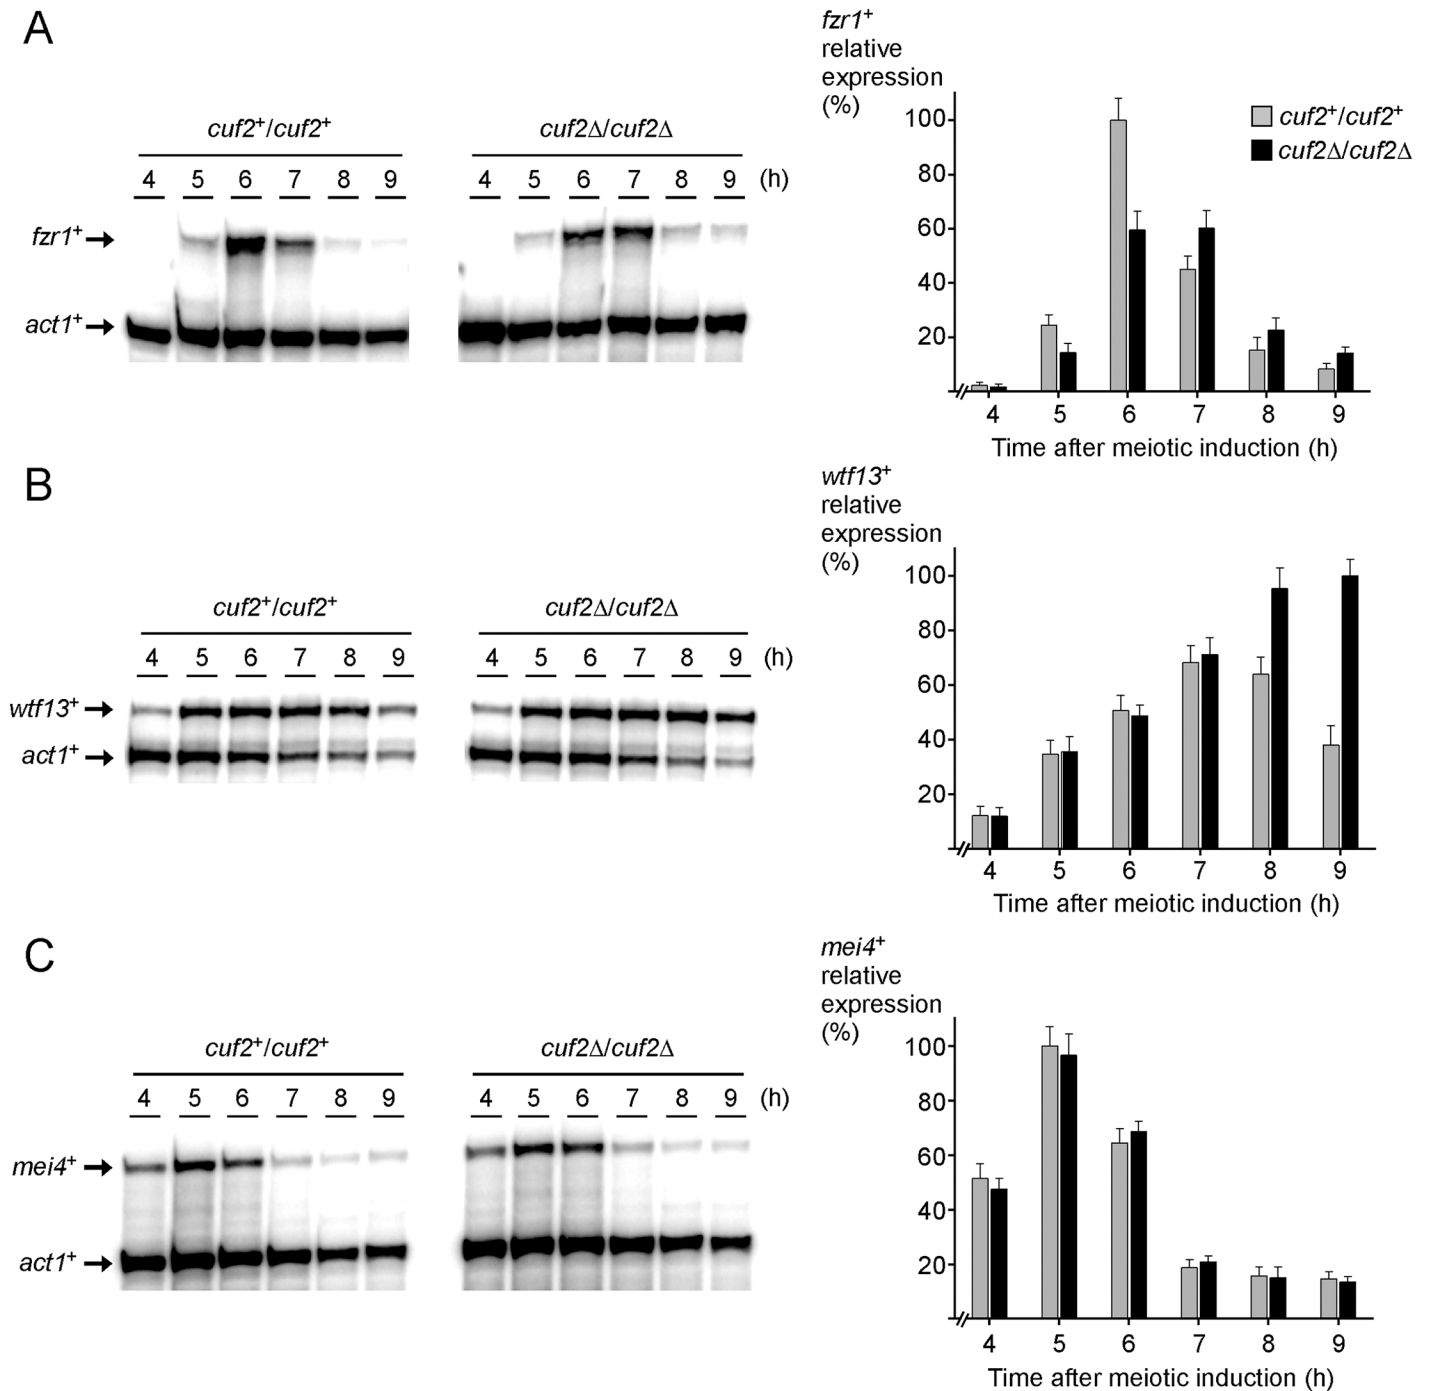 A
cuf2⁺/cuf2⁺
cuf2Δ/cuf2Δ
4 5 6 7 8 9
4 5 6 7 8 9 (h)
fzr1⁺
act1⁺
fzr1⁺
relative
expression
(%)
100
80
60
40
20
cuf2⁺/cuf2⁺
cuf2Δ/cuf2Δ
4 5 6 7 8 9
Time after meiotic induction (h)
B
cuf2⁺/cuf2⁺
cuf2Δ/cuf2Δ
4 5 6 7 8 9
4 5 6 7 8 9 (h)
wtf13⁺
act1⁺
wtf13⁺
relative
expression
(%)
100
80
60
40
20
4 5 6 7 8 9
Time after meiotic induction (h)
C
cuf2⁺/cuf2⁺
cuf2Δ/cuf2Δ
4 5 6 7 8 9
4 5 6 7 8 9 (h)
mei4⁺
act1⁺
mei4⁺
relative
expression
(%)
100
80
60
40
20
4 5 6 7 8 9
Time after meiotic induction (h)